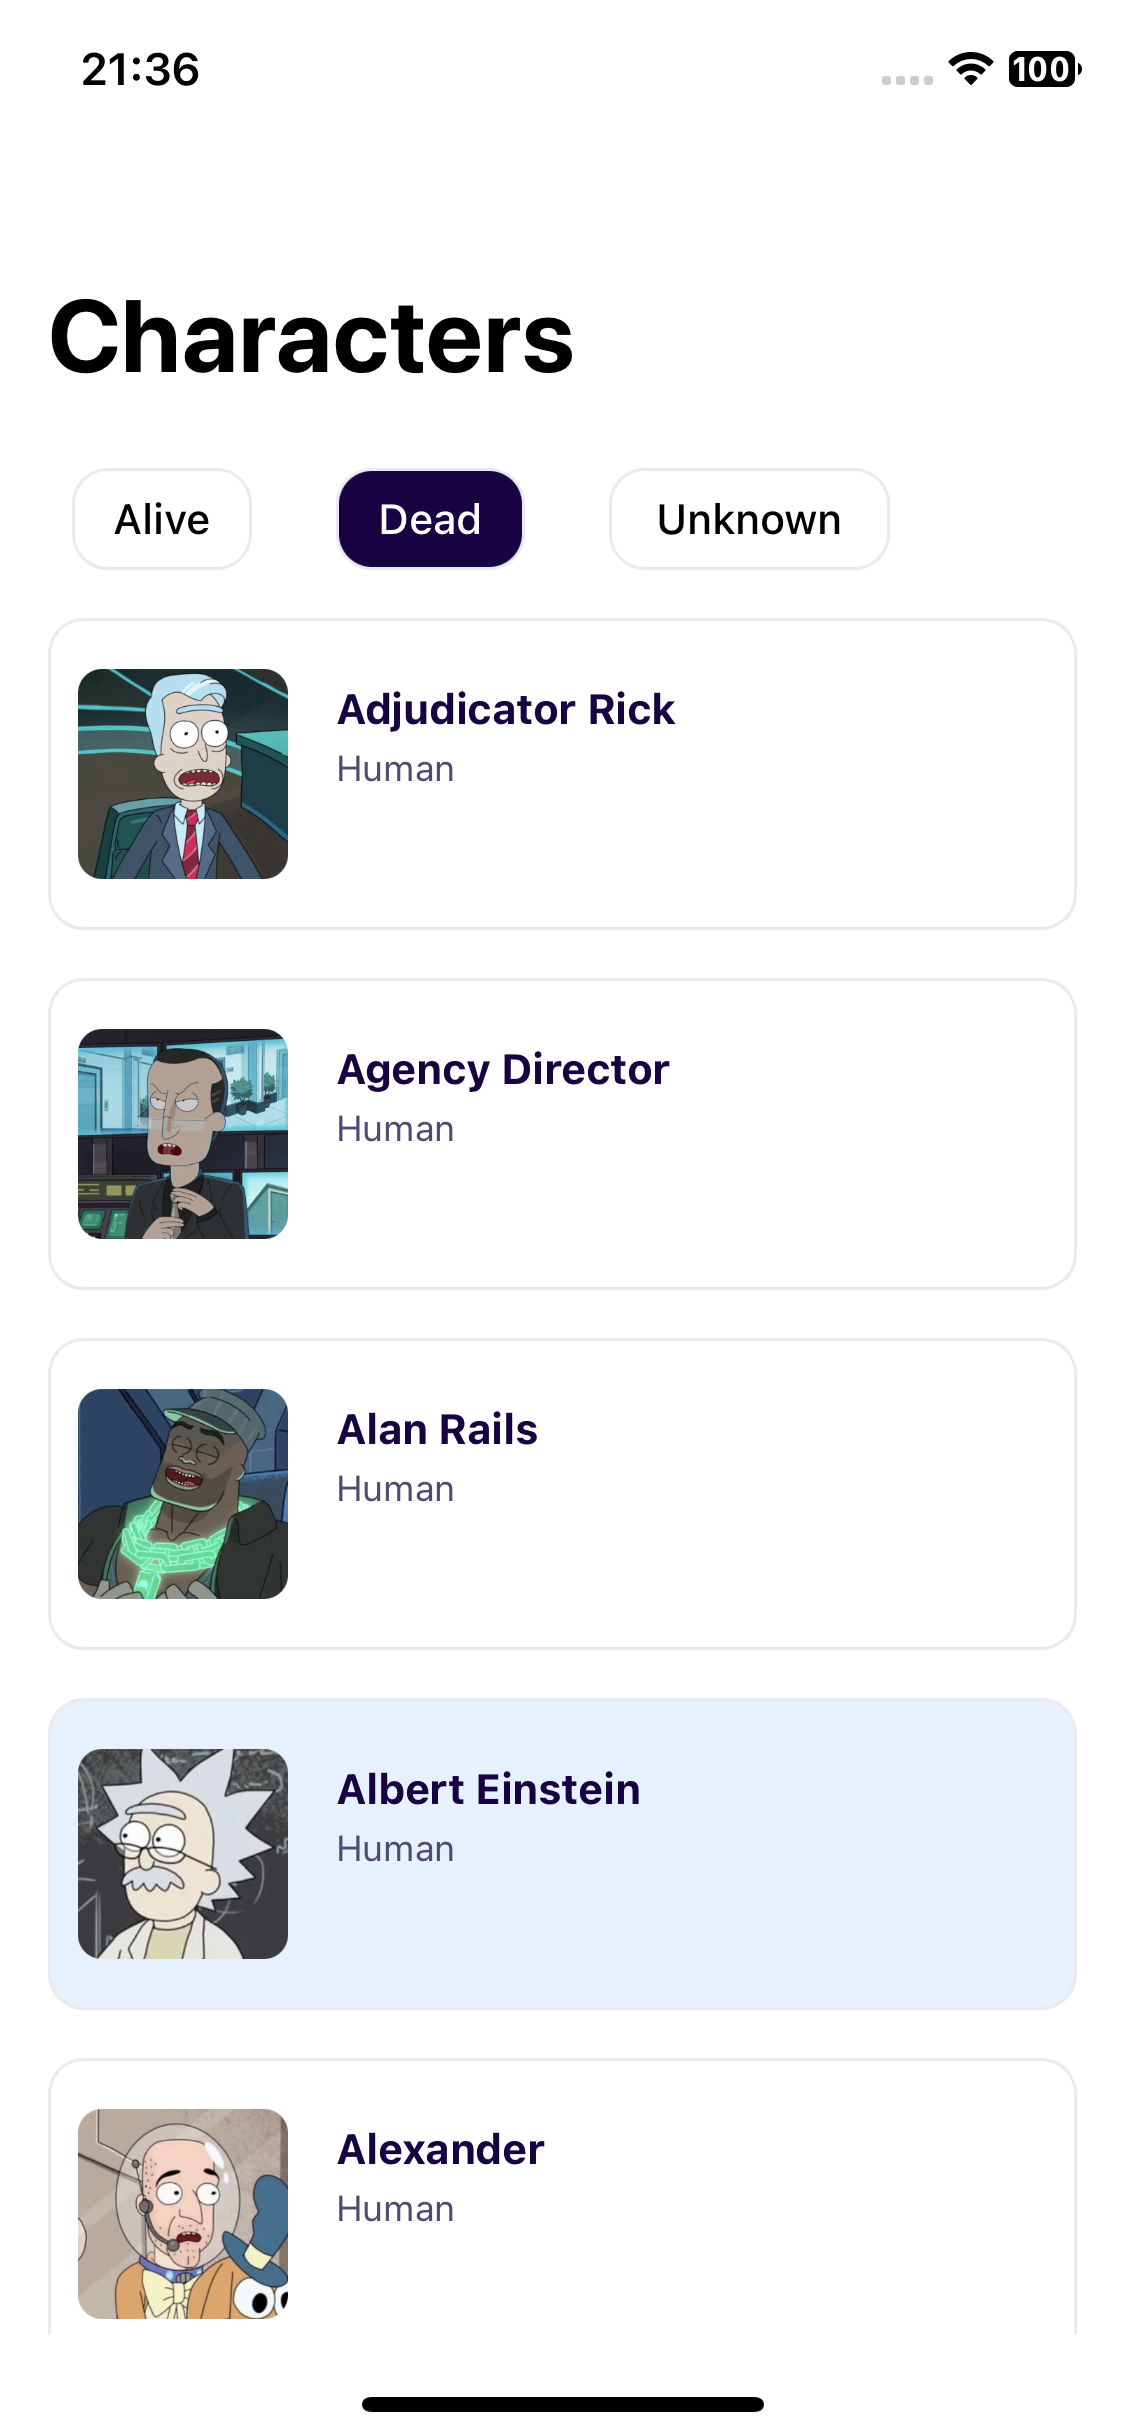 21:36
100
Characters
Alive
Dead
Unknown
Adjudicator Rick
Human
Agency Director
Human
Alan Rails
Human
Albert Einstein
Human
Alexander
Human